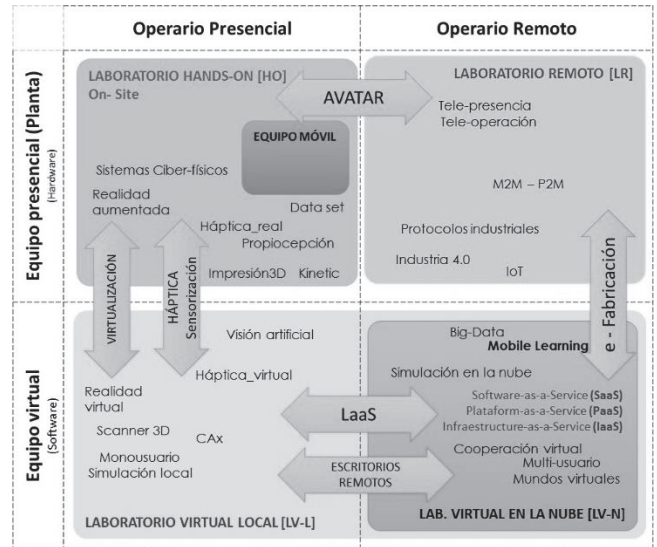 Operario Presencial
Operario Remoto
Equipo presencial (Planta)
(Hardware)
LABORATORIO HANDS-ON [HO]
On- Site
AVATAR
LABORATORIO REMOTO [LR]
Tele-presencia
Tele-operación
EQUIPO MÓVIL
Sistemas Ciber-físicos
Realidad
aumentada
Data set
Háptica_real
Propiocepción
Impresión3D
Kinetic
M2M – P2M
Protocolos industriales
Industria 4.0
IoT
VIRTUALIZACIÓN
HÁPTICA
Sensorización
e - Fabricación
Equipo virtual
(Software)
Visión artificial
Háptica_virtual
Realidad
virtual
Scanner 3D
CAx
Monousuario
Simulación local
LABORATORIO VIRTUAL LOCAL [LV-L]
LaaS
ESCRITORIOS
REMOTOS
Big-Data
Mobile Learning
Simulación en la nube
Software-as-a-Service (SaaS)
Plataform-as-a-Service (PaaS)
Infraestructure-as-a-Service (IaaS)
Cooperación virtual
Multi-usuario
Mundos virtuales
LAB. VIRTUAL EN LA NUBE [LV-N]